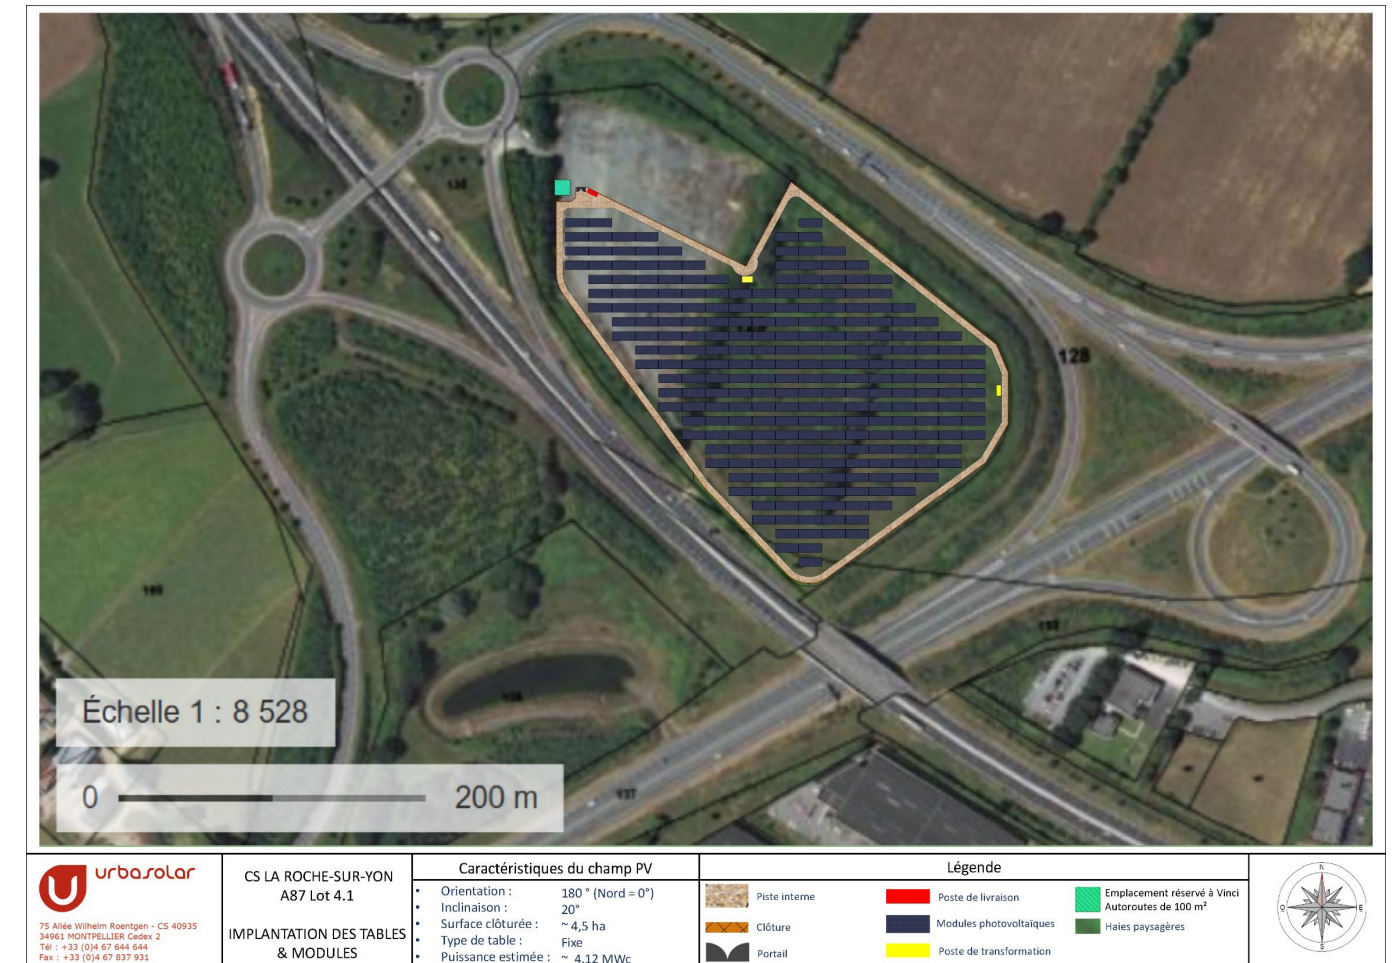 128
137
Échelle 1 : 8 528
0 200 m
urbasolar
75 Allée Wilhelm Roentgen - CS 40935
34961 MONTPELLIER Cedex 2
Tél : +33 (0)4 67 644 644
Fax : +33 (0)4 67 837 931
CS LA ROCHE-SUR-YON
A87 Lot 4.1
IMPLANTATION DES TABLES
& MODULES
Caractéristiques du champ PV
• Orientation : 180 ° (Nord = 0°)
• Inclinaison : 20°
• Surface clôturée : ~ 4,5 ha
• Type de table : Fixe
• Puissance estimée : ~ 4,12 MWc
Légende
Piste interne
Clôture
Portail
Poste de livraison
Modules photovoltaïques
Poste de transformation
Emplacement réservé à Vinci
Autoroutes de 100 m²
Haies paysagères
N
O
E
S